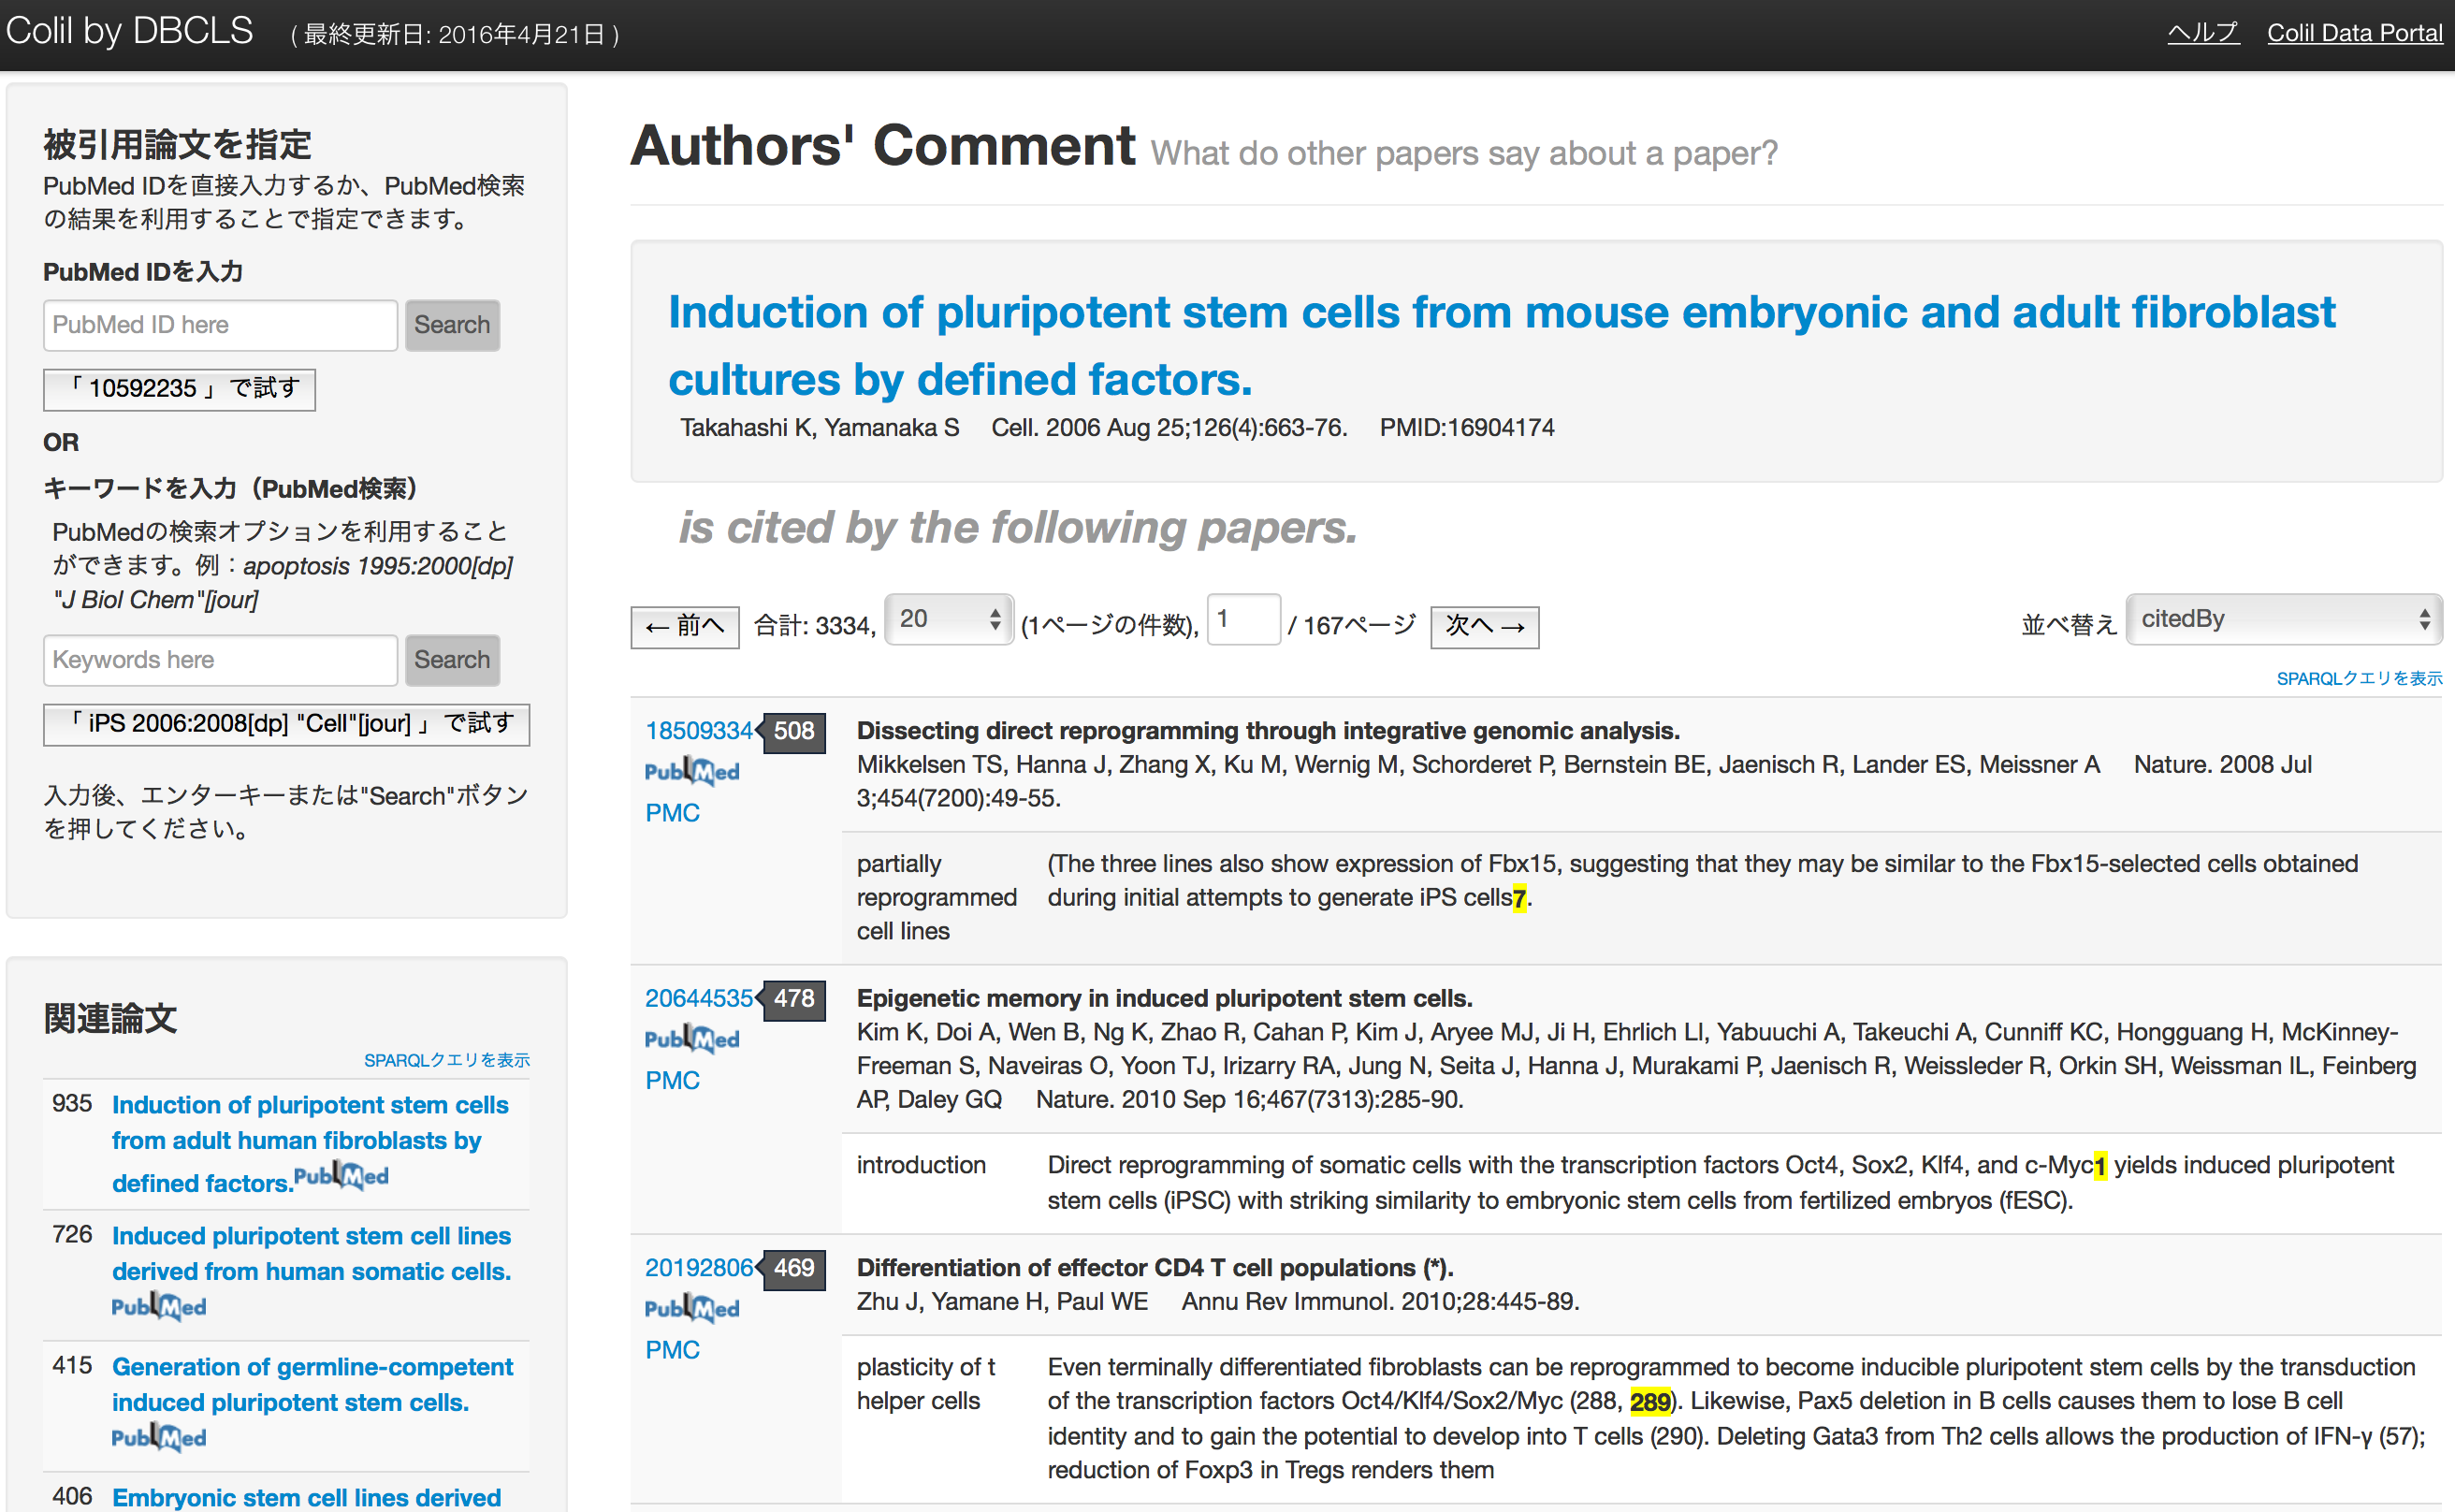 Colil by DBCLS ( 最終更新日: 2016年4月21日 )
ヘルプ Colil Data Portal
被引用論文を指定
PubMed IDを直接入力するか、PubMed検索
の結果を利用することで指定できます。
PubMed IDを入力
PubMed ID here Search
「 10592235 」 で試す
OR
キーワードを入力（PubMed検索）
PubMedの検索オプションを利用すること
ができます。例：apoptosis 1995:2000[dp]
"J Biol Chem"[jour]
Keywords here Search
「 iPS 2006:2008[dp] "Cell"[jour] 」 で試す
入力後、エンターキーまたは"Search"ボタン
を押してください。
関連論文
SPARQLクエリを表示
935 Induction of pluripotent stem cells
from adult human fibroblasts by
defined factors. PubMed
726 Induced pluripotent stem cell lines
derived from human somatic cells.
PubMed
415 Generation of germline-competent
induced pluripotent stem cells.
PubMed
406 Embryonic stem cell lines derived
Authors' Comment What do other papers say about a paper?
Induction of pluripotent stem cells from mouse embryonic and adult fibroblast
cultures by defined factors.
Takahashi K, Yamanaka S Cell. 2006 Aug 25;126(4):663-76. PMID:16904174
is cited by the following papers.
← 前へ 合計: 3334, 20 (1ページの件数), 1 / 167ページ 次へ → 並べ替え citedBy
SPARQLクエリを表示
18509334 508
PubMed
PMC
Dissecting direct reprogramming through integrative genomic analysis.
Mikkelsen TS, Hanna J, Zhang X, Ku M, Wernig M, Schorderet P, Bernstein BE, Jaenisch R, Lander ES, Meissner A Nature. 2008 Jul
3;454(7200):49-55.
partially
reprogrammed
cell lines
(The three lines also show expression of Fbx15, suggesting that they may be similar to the Fbx15-selected cells obtained
during initial attempts to generate iPS cells7.
20644535 478
PubMed
PMC
Epigenetic memory in induced pluripotent stem cells.
Kim K, Doi A, Wen B, Ng K, Zhao R, Cahan P, Kim J, Aryee MJ, Ji H, Ehrlich LI, Yabuuchi A, Takeuchi A, Cunniff KC, Hongguang H, McKinney-
Freeman S, Naveiras O, Yoon TJ, Irizarry RA, Jung N, Seita J, Hanna J, Murakami P, Jaenisch R, Weissleder R, Orkin SH, Weissman IL, Feinberg
AP, Daley GQ Nature. 2010 Sep 16;467(7313):285-90.
introduction
Direct reprogramming of somatic cells with the transcription factors Oct4, Sox2, Klf4, and c-Myc1 yields induced pluripotent
stem cells (iPSC) with striking similarity to embryonic stem cells from fertilized embryos (fESC).
20192806 469
PubMed
PMC
Differentiation of effector CD4 T cell populations (*).
Zhu J, Yamane H, Paul WE Annu Rev Immunol. 2010;28:445-89.
plasticity of t
helper cells
Even terminally differentiated fibroblasts can be reprogrammed to become inducible pluripotent stem cells by the transduction
of the transcription factors Oct4/Klf4/Sox2/Myc (288, 289). Likewise, Pax5 deletion in B cells causes them to lose B cell
identity and to gain the potential to develop into T cells (290). Deleting Gata3 from Th2 cells allows the production of IFN-γ (57);
reduction of Foxp3 in Tregs renders them